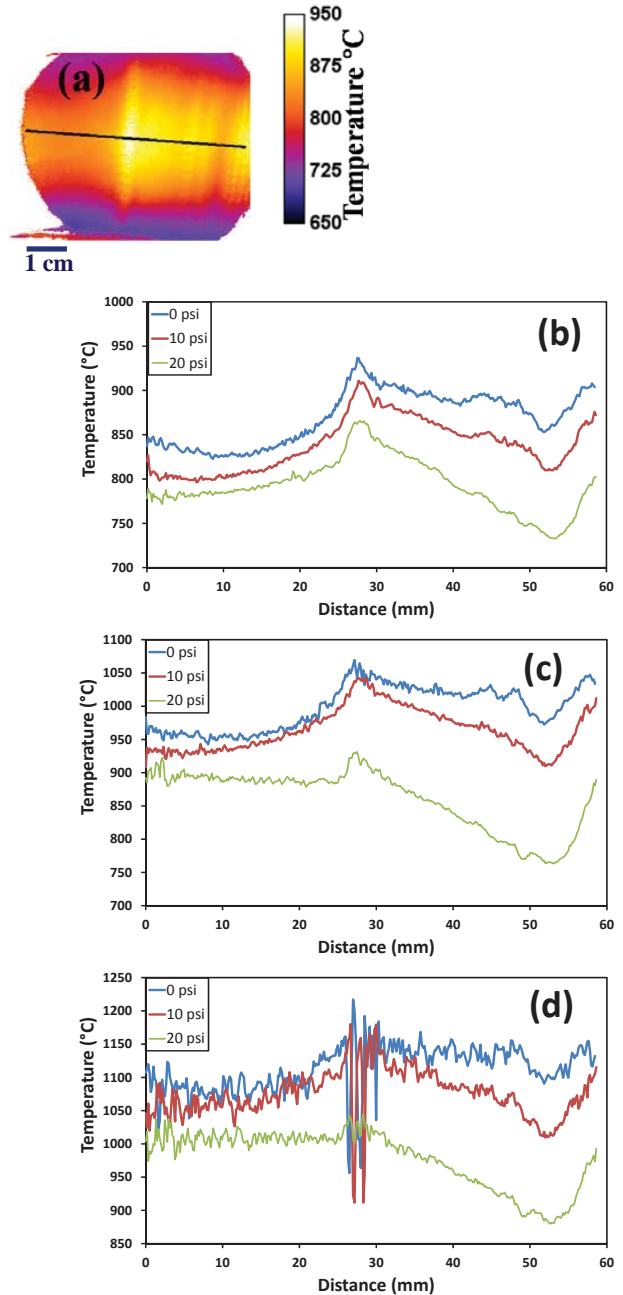 (a)
950
875
800
725
650
Temperature °C
1 cm
(b)
0 psi
10 psi
20 psi
1000
950
900
850
800
750
700
Temperature (°C)
0 10 20 30 40 50 60
Distance (mm)
(c)
0 psi
10 psi
20 psi
1100
1050
1000
950
900
850
800
750
700
Temperature (°C)
0 10 20 30 40 50 60
Distance (mm)
(d)
0 psi
10 psi
20 psi
1250
1200
1150
1100
1050
1000
950
900
850
Temperature (°C)
0 10 20 30 40 50 60
Distance (mm)